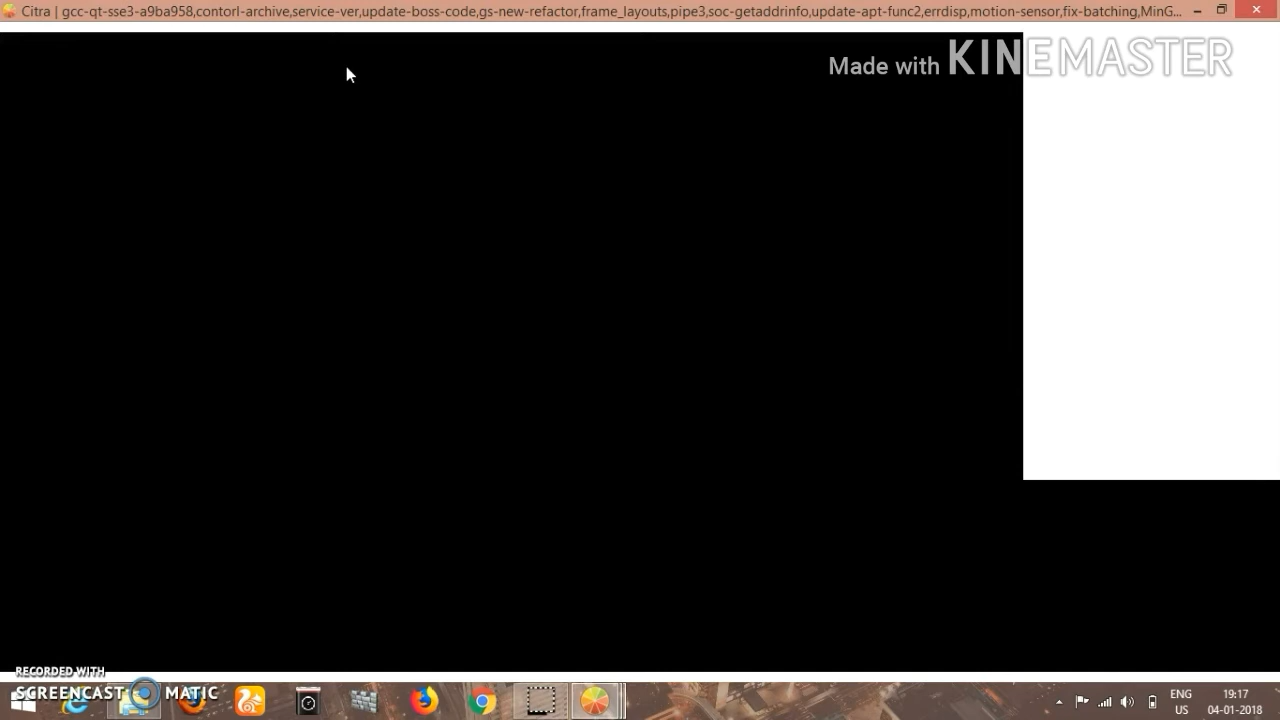 Citra | gcc-qt-sse3-a9ba958,contorl-archive,service-ver,update-boss-code,gs-new-refactor,frame_layouts,pipe3,soc-getaddrinfo,update-apt-func2,errdisp,motion-sensor,fix-batching,MinG...
Made with KINEMASTER
RECORDED WITH
SCREENCAST MATIC
ENG 19:17
US 04-01-2018